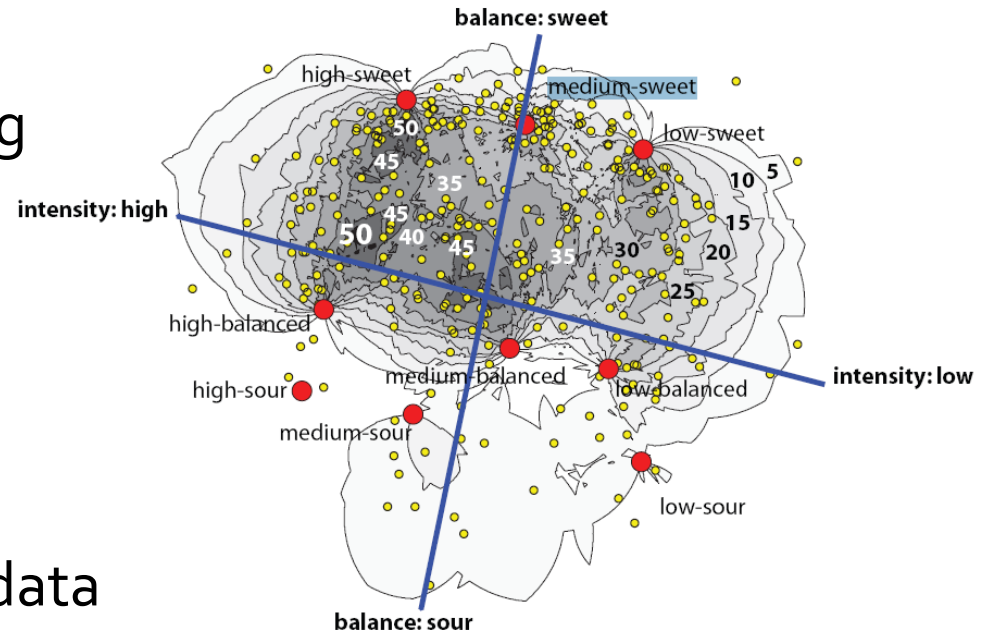 balance: sweet
high-sweet
medium-sweet
g
low-sweet
50
45
35
10
5
intensity: high
45
15
50
40
45
35
30
20
25
high-balanced
medium-balanced
intensity: low
high-sour
low-balanced
medium-sour
low-sour
data
balance: sour